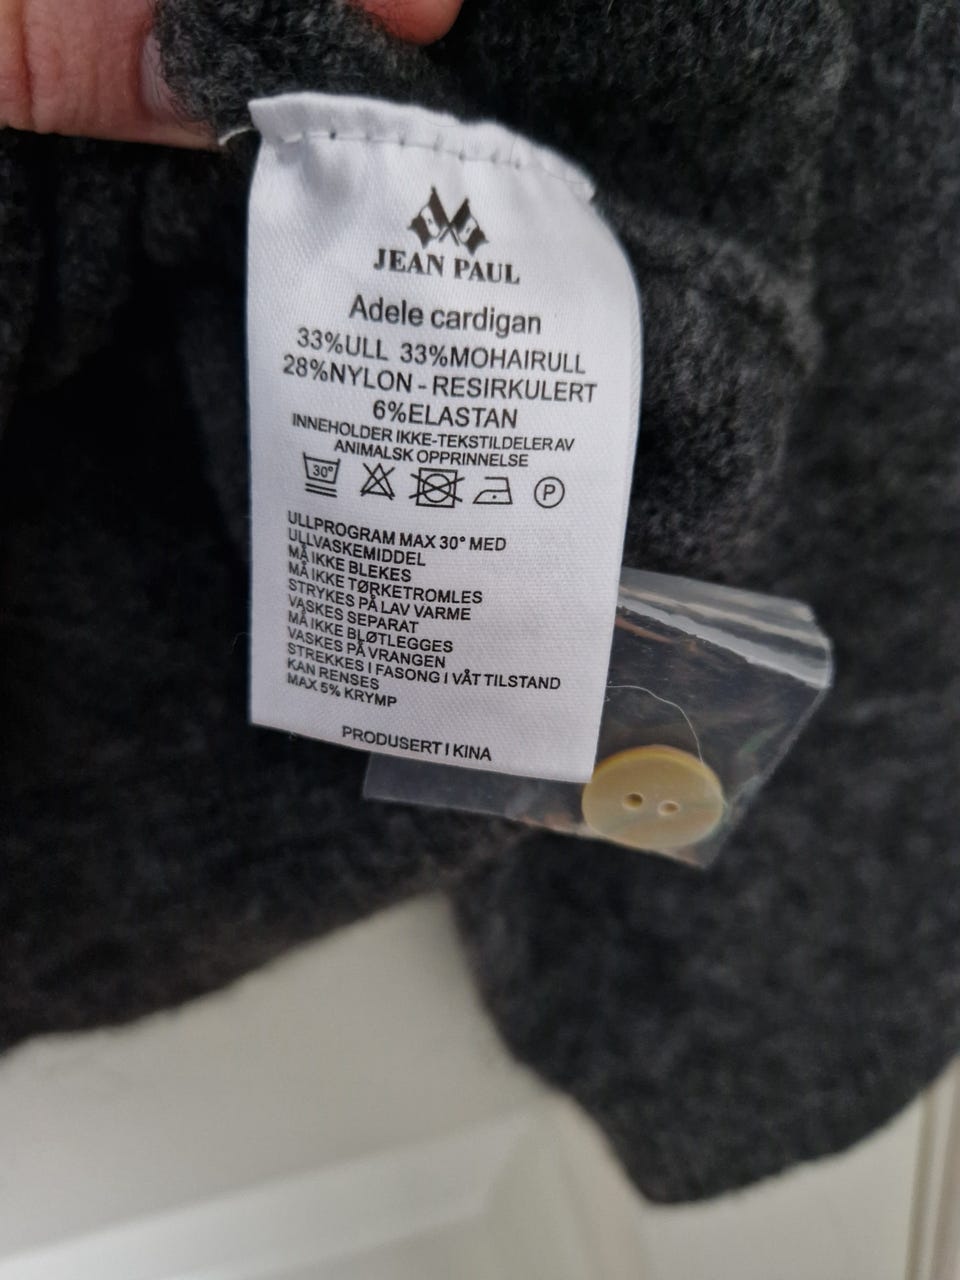 JEAN PAUL
Adele cardigan
33%ULL 33%MOHAIRULL
28%NYLON - RESIRKULERT
6%ELASTAN
INNEHOLDER IKKE-TEKSTILDELER AV
ANIMALSK OPPRINNELSE
30° P
ULLPROGRAM MAX 30° MED
ULLVASKEMIDDEL
MÅ IKKE BLEKES
MÅ IKKE TØRKETROMLES
STRYKES PÅ LAV VARME
VASKES SEPARAT
MÅ IKKE BLØTLEGGES
VASKES PÅ VRANGEN
STREKKES I FASONG I VÅT TILSTAND
KAN RENSES
MAX 5% KRYMP
PRODUSERT I KINA